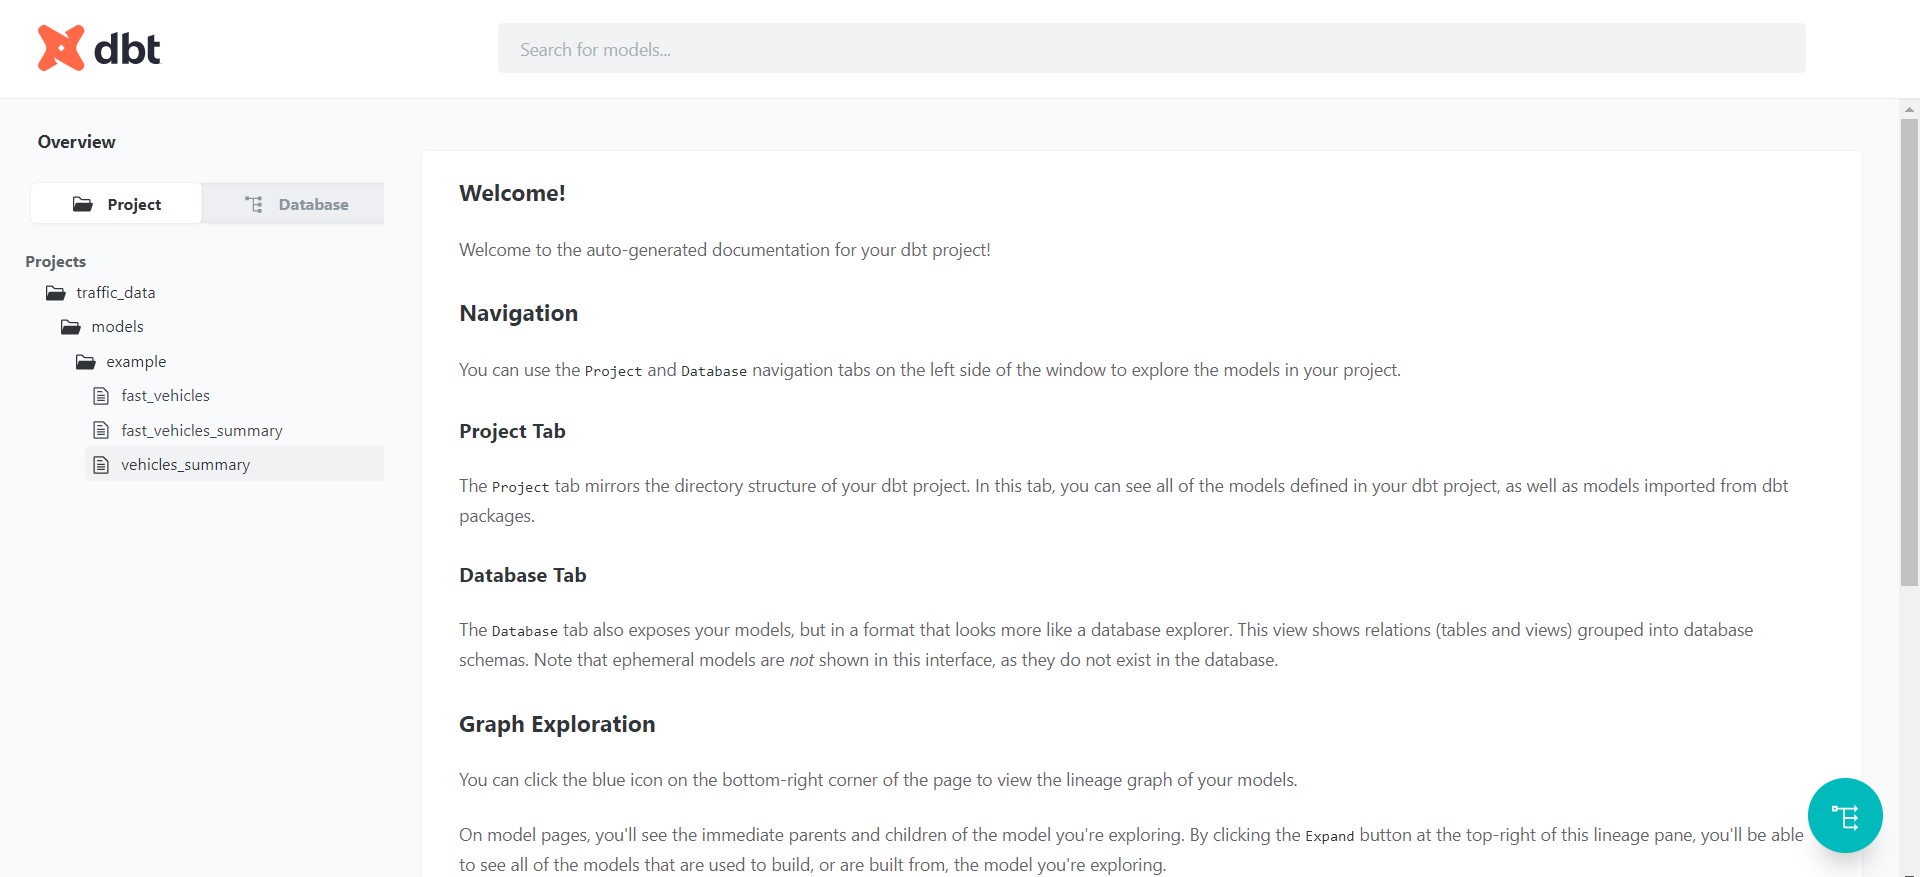 dbt
Search for models...
Overview
Project
Database
Projects
traffic_data
models
example
fast_vehicles
fast_vehicles_summary
vehicles_summary
Welcome!
Welcome to the auto-generated documentation for your dbt project!
Navigation
You can use the Project and Database navigation tabs on the left side of the window to explore the models in your project.
Project Tab
The Project tab mirrors the directory structure of your dbt project. In this tab, you can see all of the models defined in your dbt project, as well as models imported from dbt
packages.
Database Tab
The Database tab also exposes your models, but in a format that looks more like a database explorer. This view shows relations (tables and views) grouped into database
schemas. Note that ephemeral models are not shown in this interface, as they do not exist in the database.
Graph Exploration
You can click the blue icon on the bottom-right corner of the page to view the lineage graph of your models.
On model pages, you'll see the immediate parents and children of the model you're exploring. By clicking the Expand button at the top-right of this lineage pane, you'll be able
to see all of the models that are used to build, or are built from, the model you're exploring.